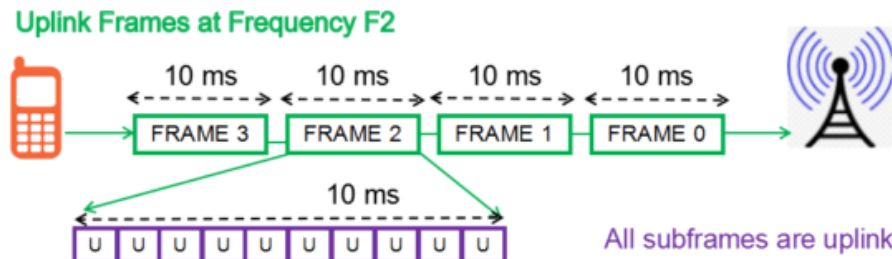 Uplink Frames at Frequency F2
10 ms 10 ms 10 ms 10 ms
FRAME 3 FRAME 2 FRAME 1 FRAME 0
10 ms
U U U U U U U U U U
All subframes are uplink